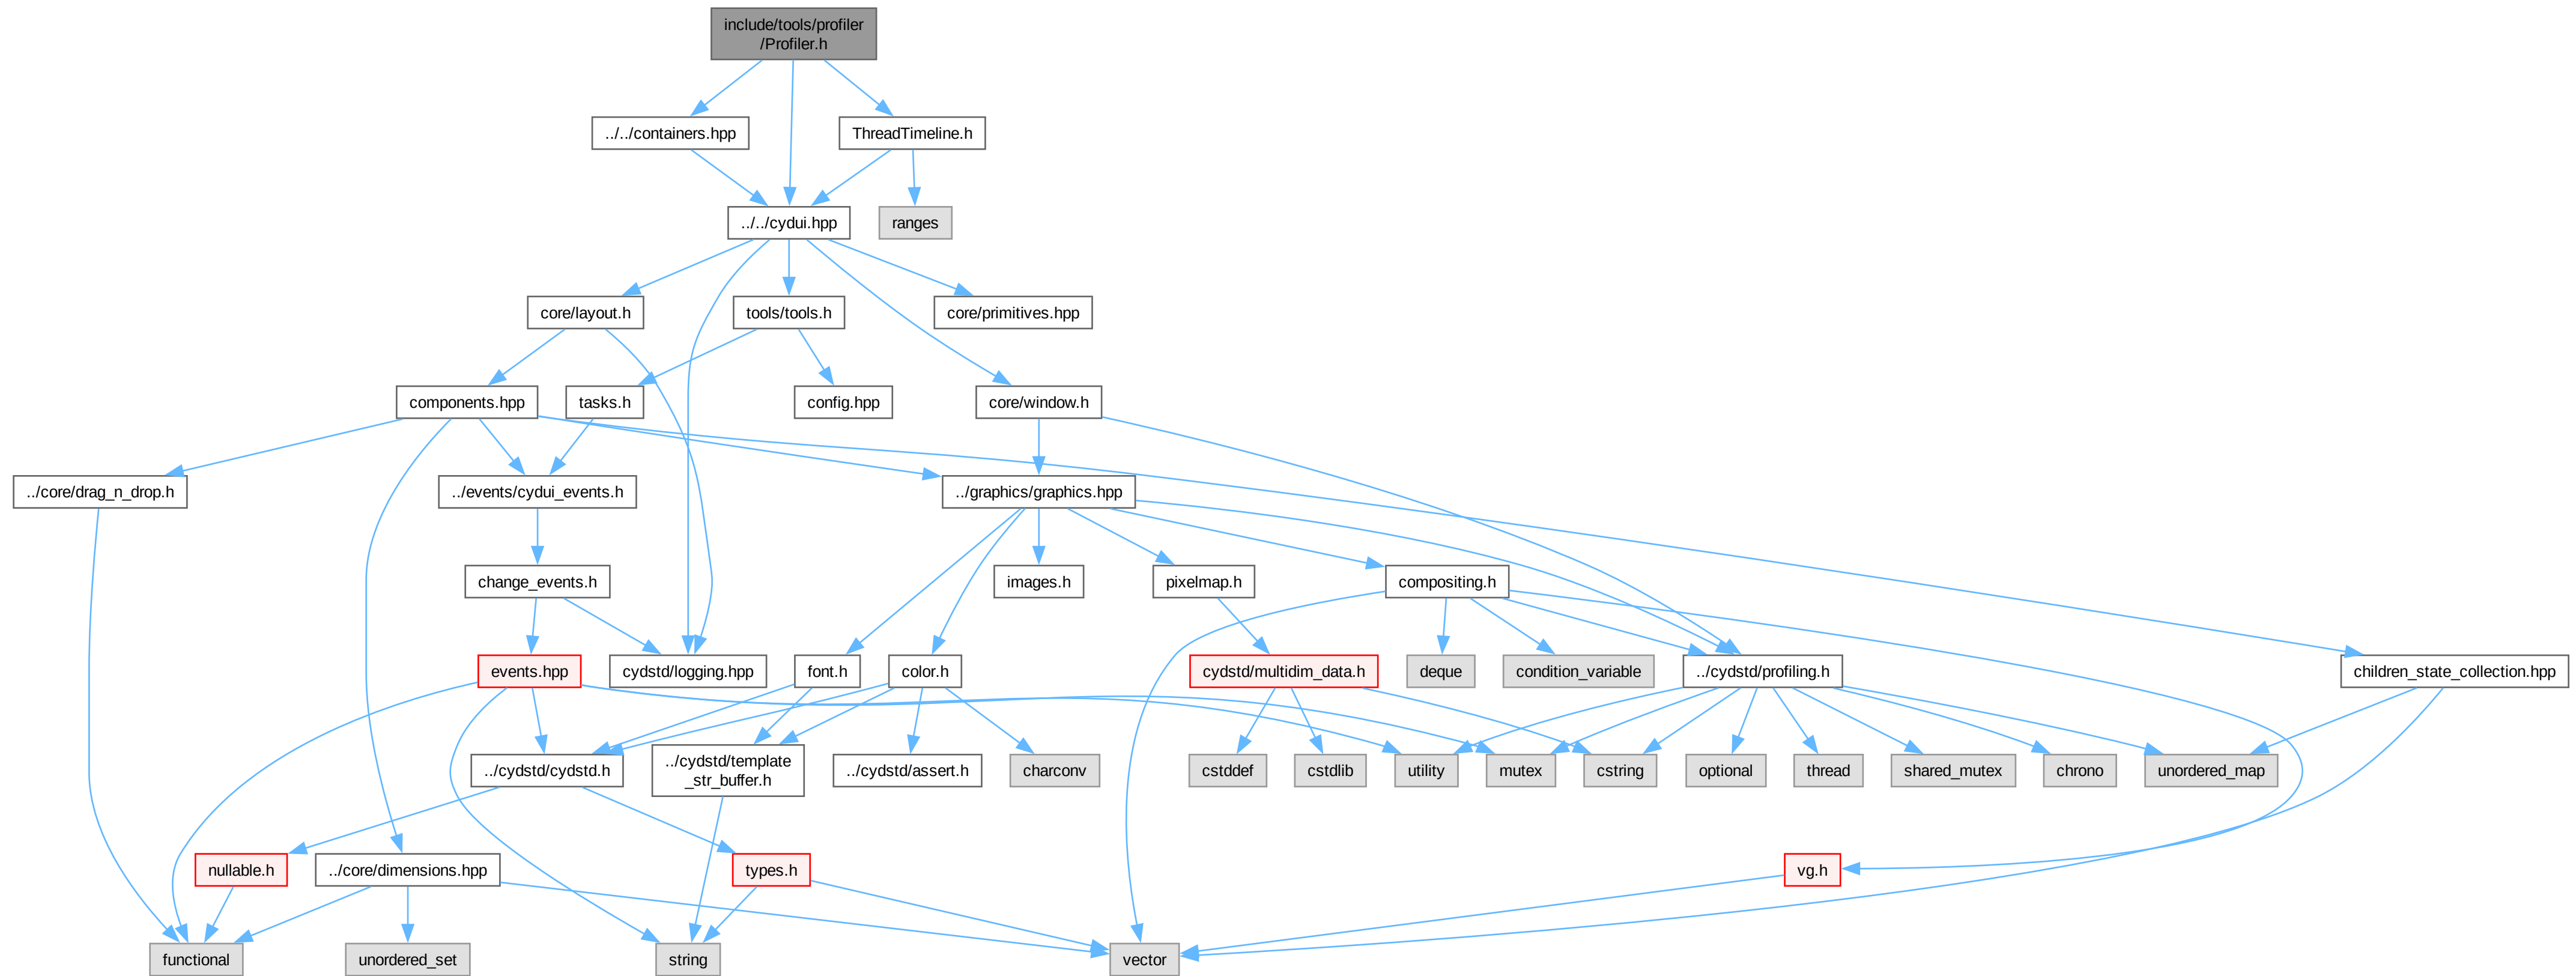 include/tools/profiler
/Profiler.h
../../containers.hpp
ThreadTimeline.h
../../cydui.hpp
ranges
core/layout.h
tools/tools.h
core/primitives.hpp
components.hpp
tasks.h
config.hpp
core/window.h
../core/drag_n_drop.h
../events/cydui_events.h
../graphics/graphics.hpp
change_events.h
images.h
pixelmap.h
compositing.h
events.hpp
cydstd/logging.hpp
font.h
color.h
cydstd/multidim_data.h
deque
condition_variable
../cydstd/profiling.h
children_state_collection.hpp
../cydstd/cydstd.h
../cydstd/template
_str_buffer.h
../cydstd/assert.h
charconv
cstddef
cstdlib
utility
mutex
cstring
optional
thread
shared_mutex
chrono
unordered_map
nullable.h
../core/dimensions.hpp
types.h
vg.h
functional
unordered_set
string
vector